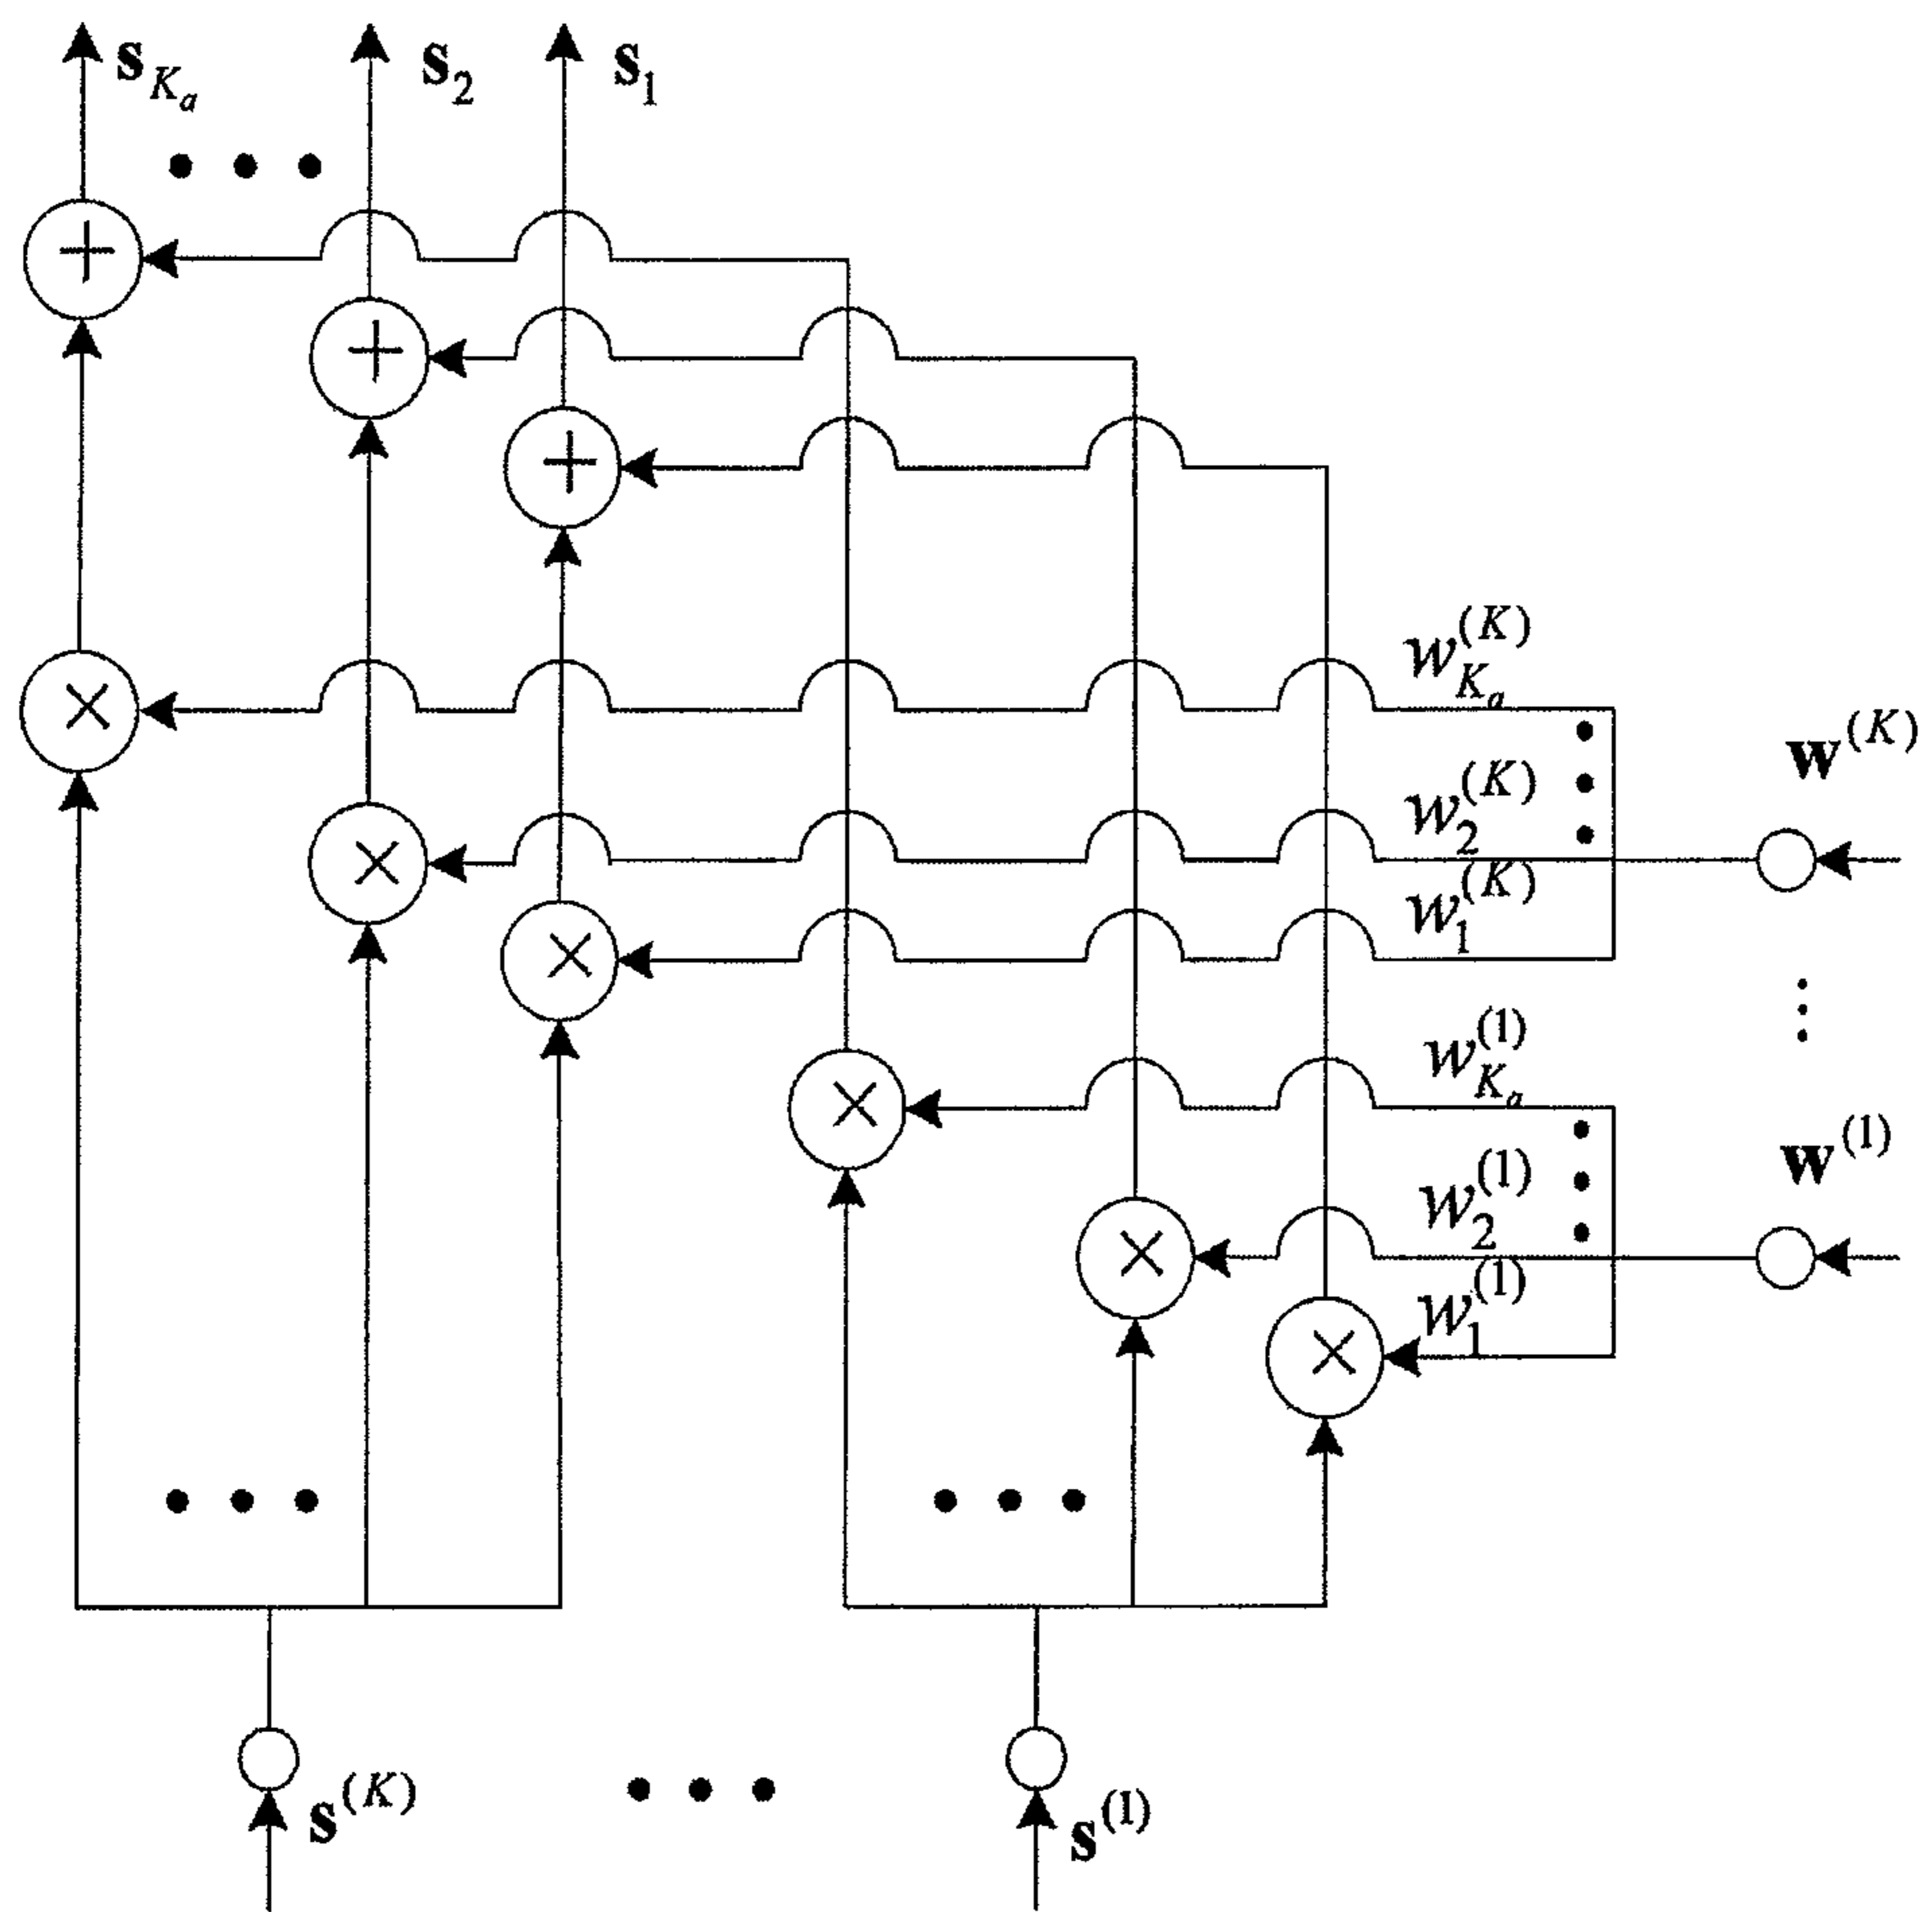 s_{K_a} s_2 s_1
w_{K_a}^{(K)}
w^{(K)}
w_2^{(K)}
w_1^{(K)}
w_{K_a}^{(1)}
w^{(1)}
w_2^{(1)}
w_1^{(1)}
s^{(K)} s^{(1)}